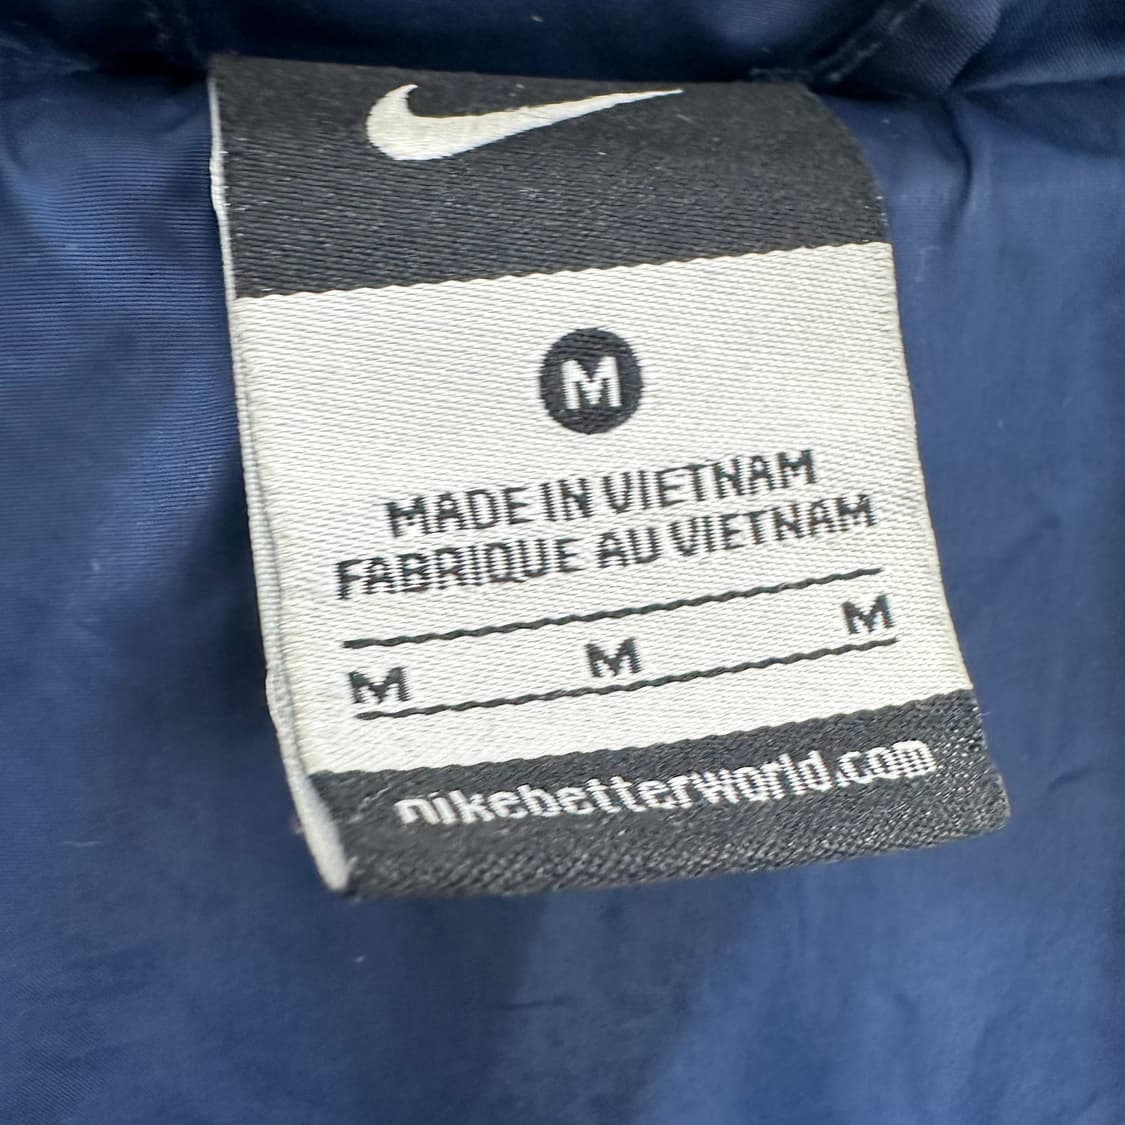 M
MADE IN VIETNAM
FABRIQUE AU VIETNAM
M M M
nikebetterworld.com